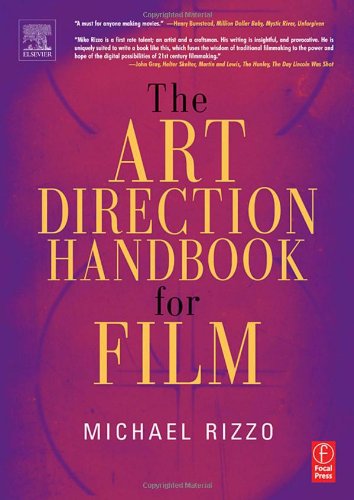 Copyrighted Material
"A must for anyone making movies." —Henry Bumstead, Million Dollar Baby, Mystic River, Unforgiven
"Mike Rizzo is a first rate talent; an artist and a craftsman. His writing is insightful, and provocative. He is
uniquely suited to write a book like this, which fuses the wisdom of traditional filmmaking to the power and
hope of the digital possibilities of 21st century filmmaking."
—John Gray, Helter Skelter, Martin and Lewis, The Hunley, The Day Lincoln Was Shot
ELSEVIER
The
ART
DIRECTION
HANDBOOK
for
FILM
MICHAEL RIZZO
Focal
Press
Copyrighted Material